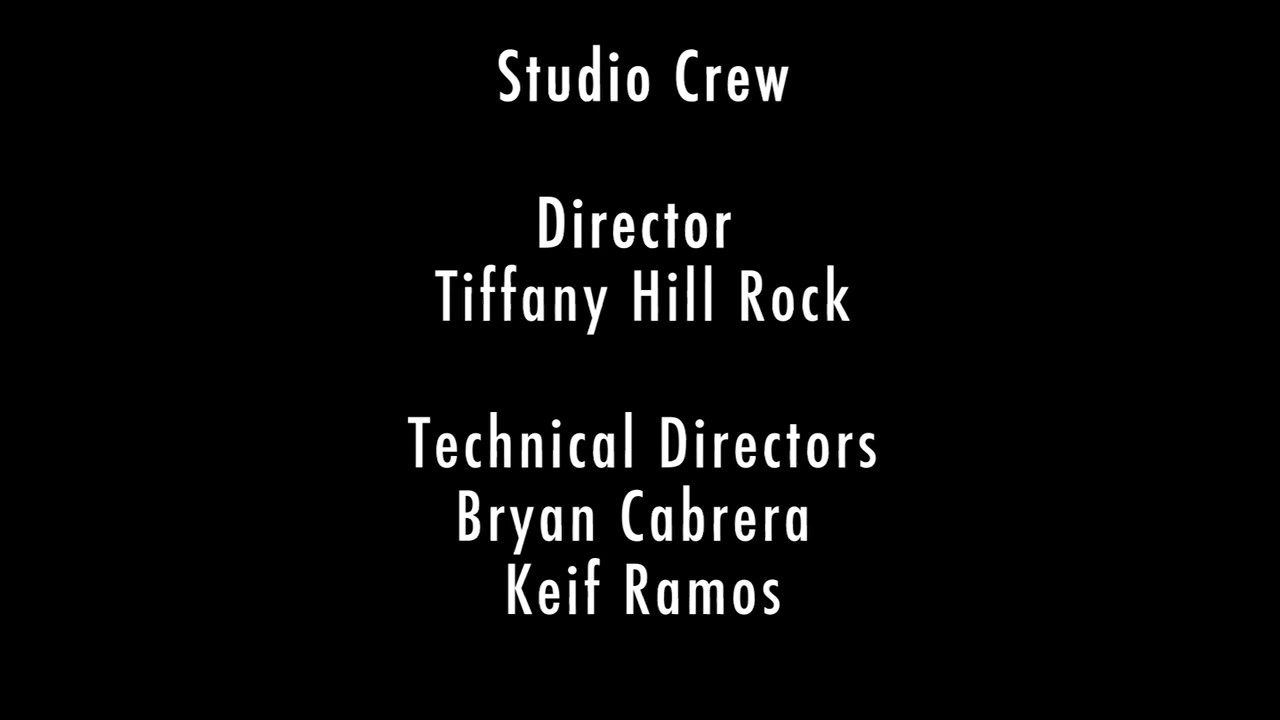 Studio Crew
Director
Tiffany Hill Rock
Technical Directors
Bryan Cabrera
Keif Ramos